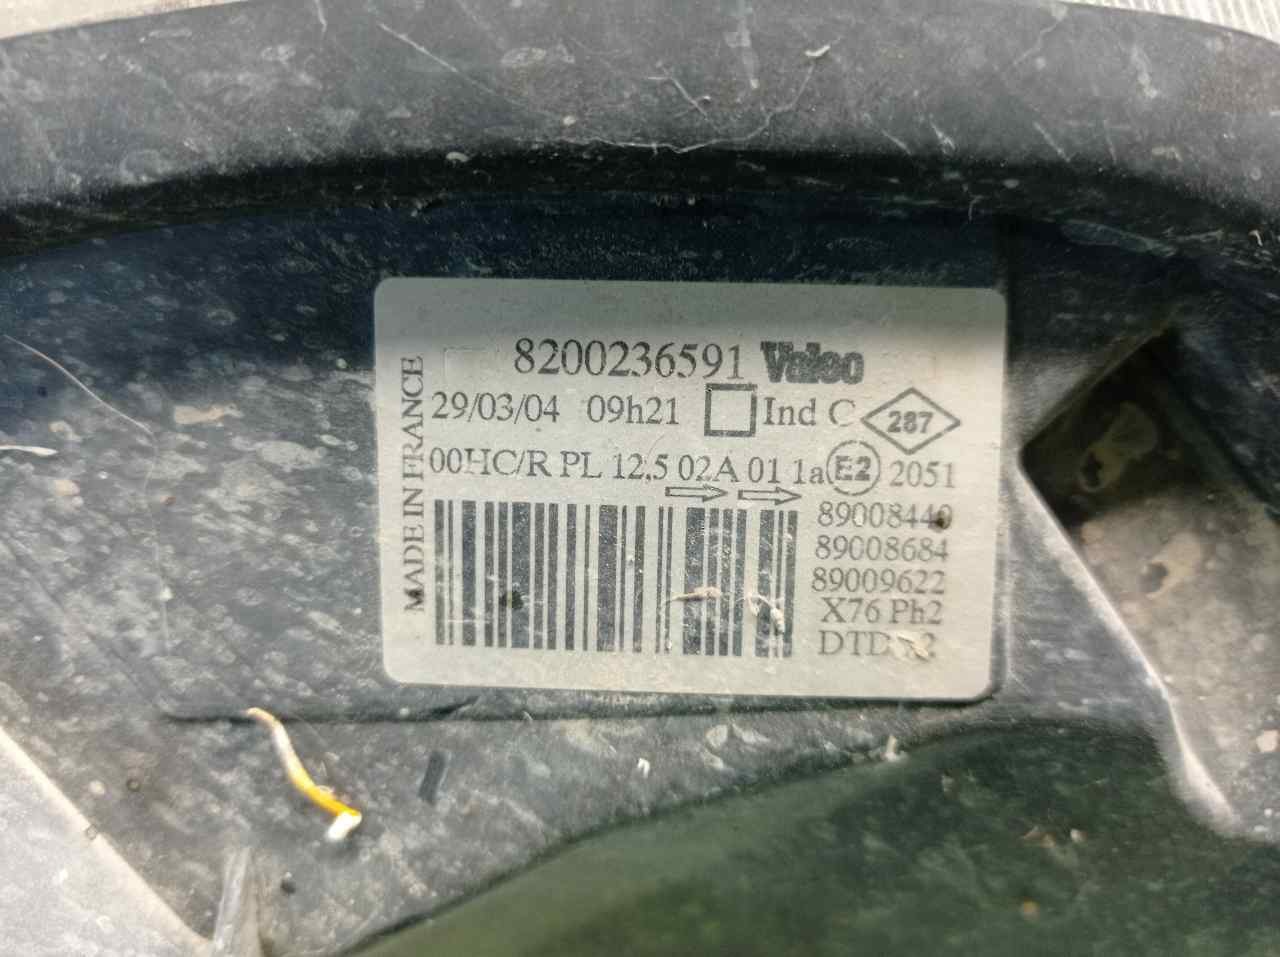 8200236591 Valeo
29/03/04 09h21 Ind C 287
00HC/R PL 12,5 02A 01 1a E2 2051
89008440
89008684
89009622
X76 Ph2
MADE IN FRANCE